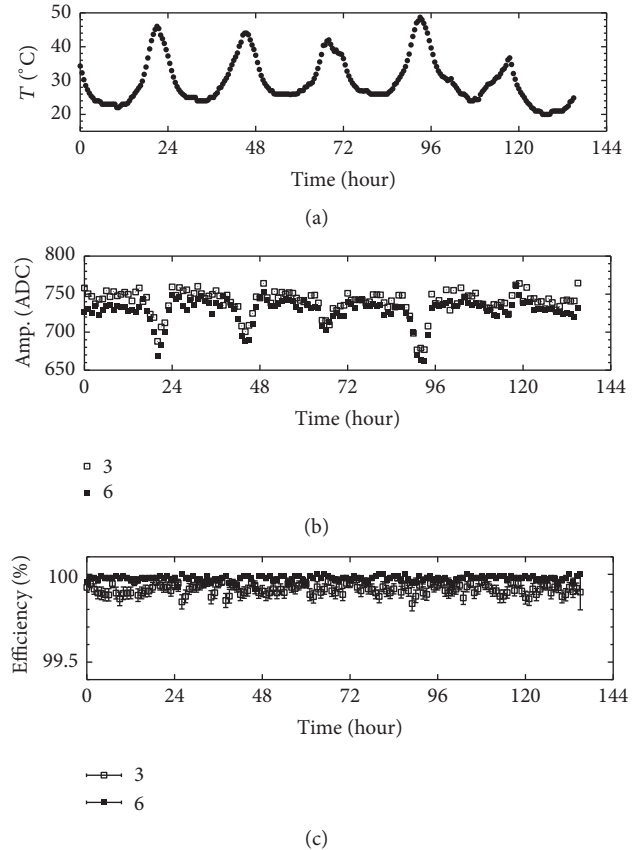 50
40
30
20
T (°C)
0 24 48 72 96 120 144
Time (hour)
(a)
800
750
700
650
Amp. (ADC)
0 24 48 72 96 120 144
Time (hour)
3
6
(b)
100
99.5
Efficiency (%)
0 24 48 72 96 120 144
Time (hour)
3
6
(c)